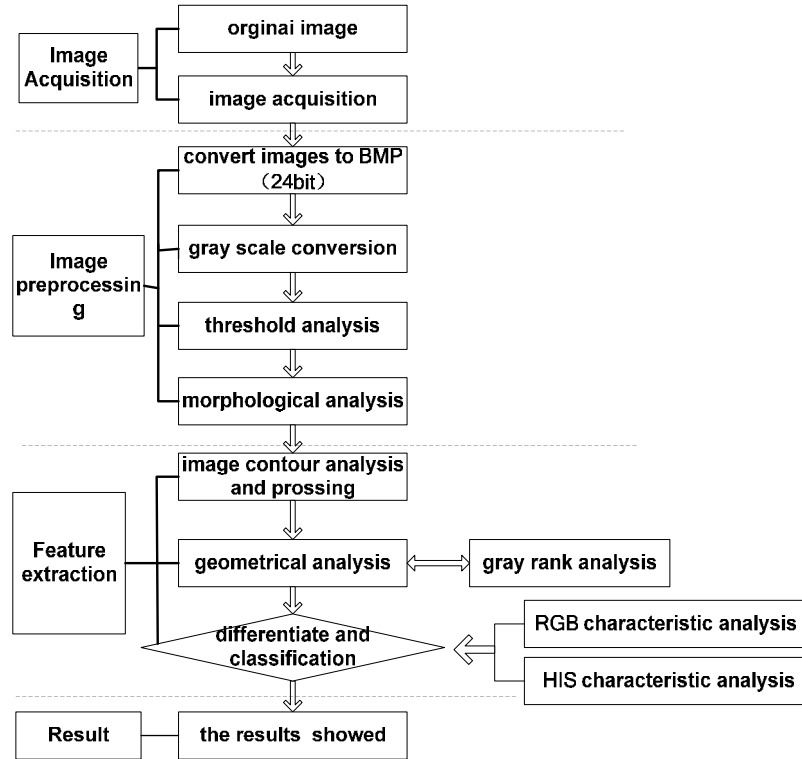 orginai image
Image
Acquisition
image acquisition
convert images to BMP
（24bit）
gray scale conversion
Image
preprocessin
g
threshold analysis
morphological analysis
image contour analysis
and prossing
Feature
extraction
geometrical analysis
gray rank analysis
differentiate and
classification
RGB characteristic analysis
HIS characteristic analysis
Result
the results showed